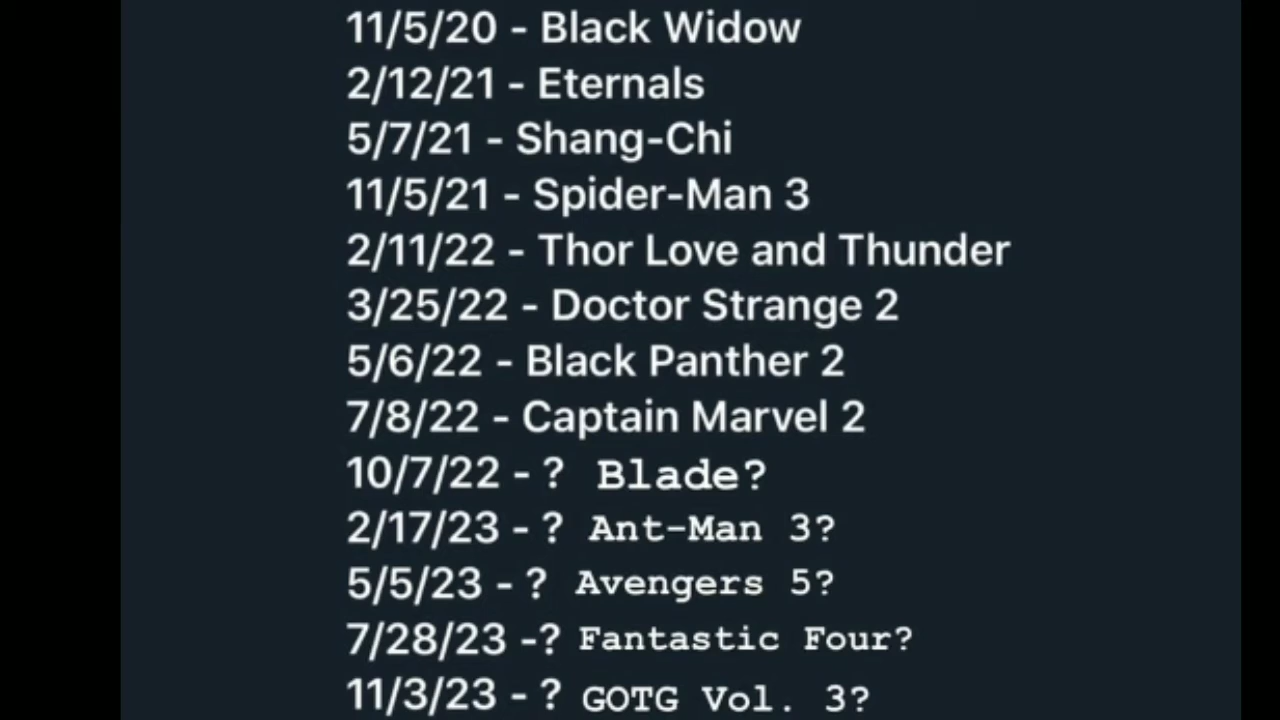 11/5/20 - Black Widow
2/12/21 - Eternals
5/7/21 - Shang-Chi
11/5/21 - Spider-Man 3
2/11/22 - Thor Love and Thunder
3/25/22 - Doctor Strange 2
5/6/22 - Black Panther 2
7/8/22 - Captain Marvel 2
10/7/22 - ? Blade?
2/17/23 - ? Ant-Man 3?
5/5/23 - ? Avengers 5?
7/28/23 -? Fantastic Four?
11/3/23 - ? GOTG Vol. 3?